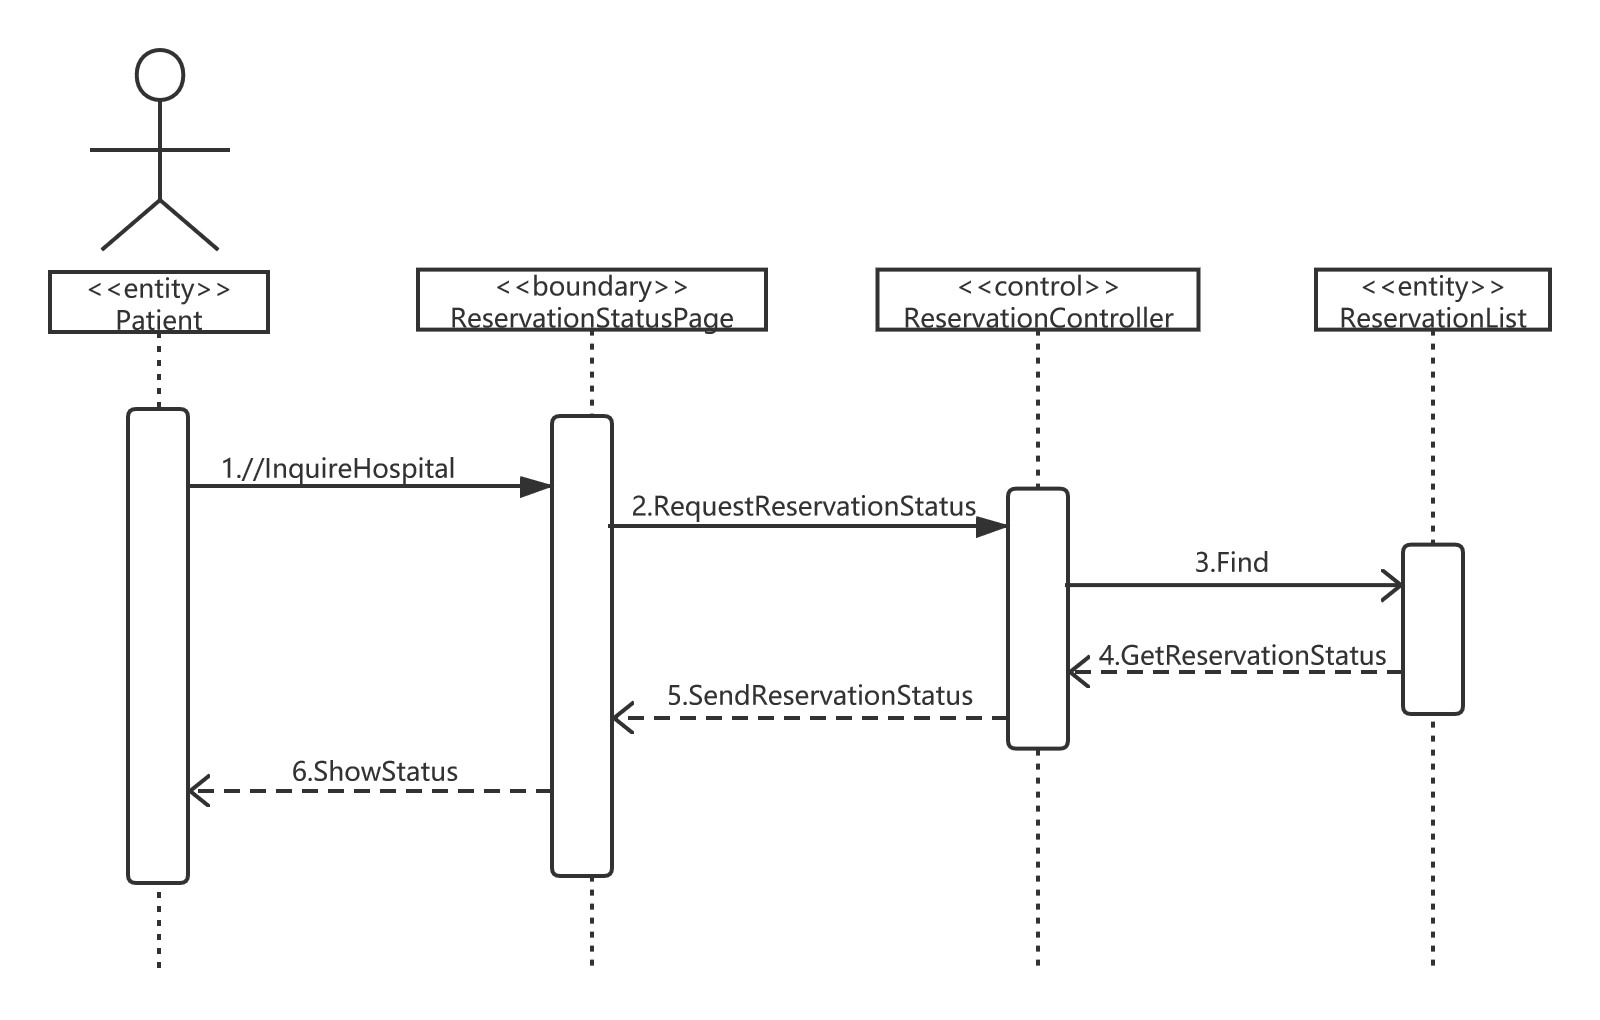 <<entity>>
Patient
<<boundary>>
ReservationStatusPage
<<control>>
ReservationController
<<entity>>
ReservationList
1.//InquireHospital
2.RequestReservationStatus
3.Find
4.GetReservationStatus
5.SendReservationStatus
6.ShowStatus